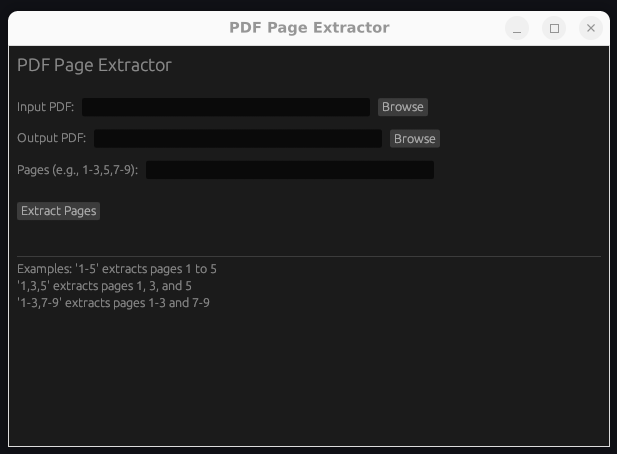 PDF Page Extractor
PDF Page Extractor
Input PDF: Browse
Output PDF: Browse
Pages (e.g., 1-3,5,7-9):
Extract Pages
Examples: '1-5' extracts pages 1 to 5
'1,3,5' extracts pages 1, 3, and 5
'1-3,7-9' extracts pages 1-3 and 7-9